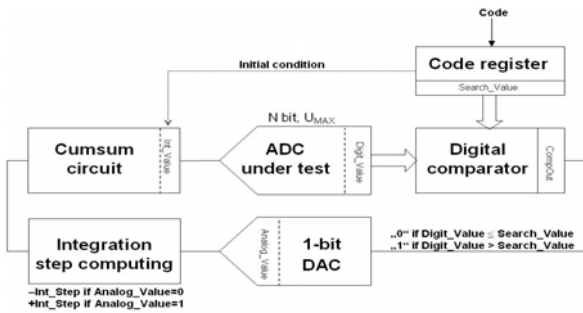 Code
Code register
Search_Value
Initial condition
N bit, UMAX
Cumsum
circuit
Int_Value
ADC
under test
Digit_Value
Digital
comparator
CompOut
Integration
step computing
Analog_Value
1-bit
DAC
„0“ if Digit_Value ≤ Search_Value
„1“ if Digit_Value > Search_Value
–Int_Step if Analog_Value=0
+Int_Step if Analog_Value=1